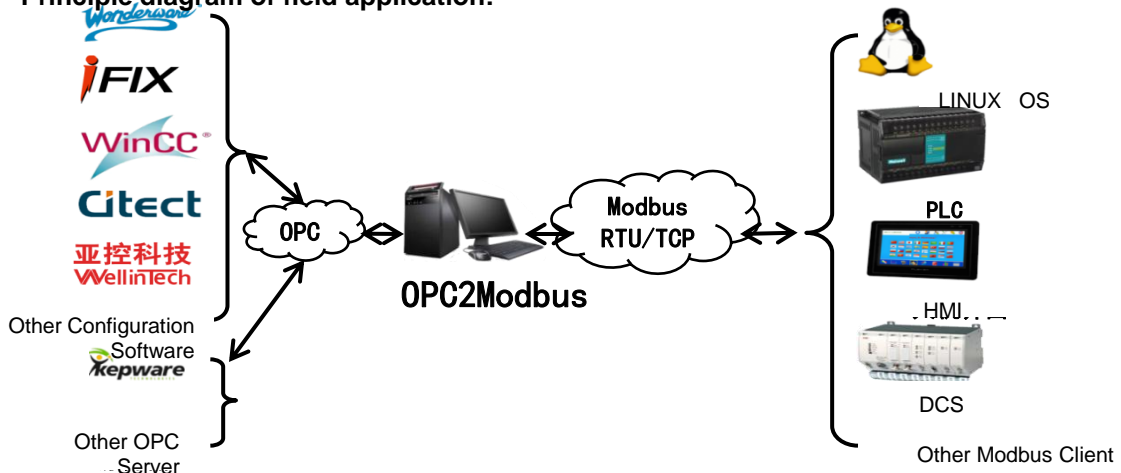 Principle diagram of field application:
Wonderware
iFIX
WinCC®
Citect
亚控科技
WellinTech
Other Configuration
Software
kepware
TECHNOLOGIES
Other OPC
Server
OPC
OPC2Modbus
Modbus
RTU/TCP
LINUX OS
PLC
HMI
DCS
Other Modbus Client